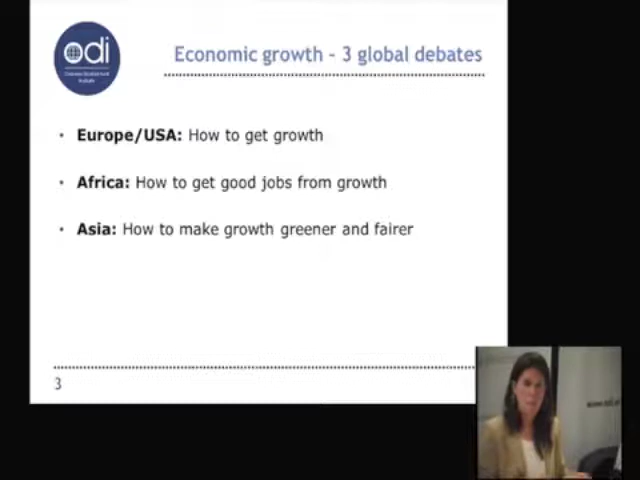 odi
Economic growth - 3 global debates
• Europe/USA: How to get growth
• Africa: How to get good jobs from growth
• Asia: How to make growth greener and fairer
3